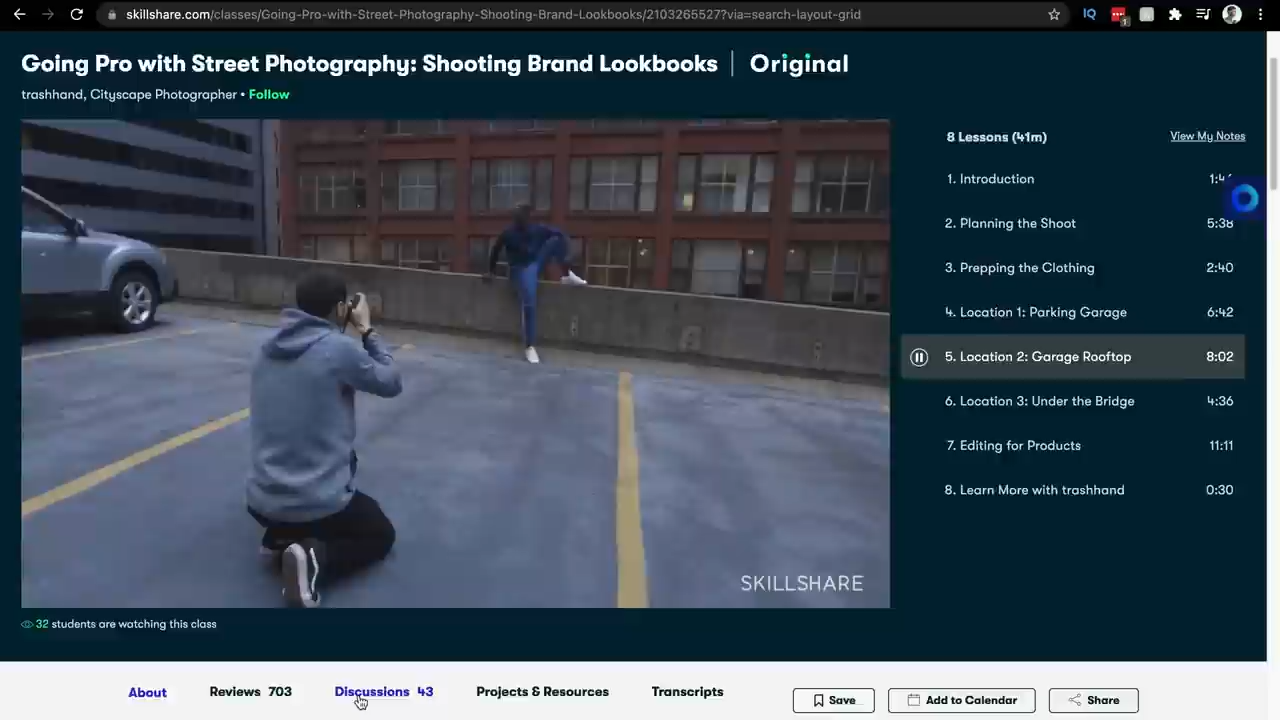 skillshare.com/classes/Going-Pro-with-Street-Photography-Shooting-Brand-Lookbooks/2103265527?via=search-layout-grid
IQ
1
Going Pro with Street Photography: Shooting Brand Lookbooks | Original
trashhand, Cityscape Photographer • Follow
8 Lessons (41m) View My Notes
1. Introduction
2. Planning the Shoot 5:38
3. Prepping the Clothing 2:40
4. Location 1: Parking Garage 6:42
5. Location 2: Garage Rooftop 8:02
6. Location 3: Under the Bridge 4:36
7. Editing for Products 11:11
8. Learn More with trashhand 0:30
SKILLSHARE
32 students are watching this class
About Reviews 703 Discussions 43 Projects & Resources Transcripts Save Add to Calendar Share